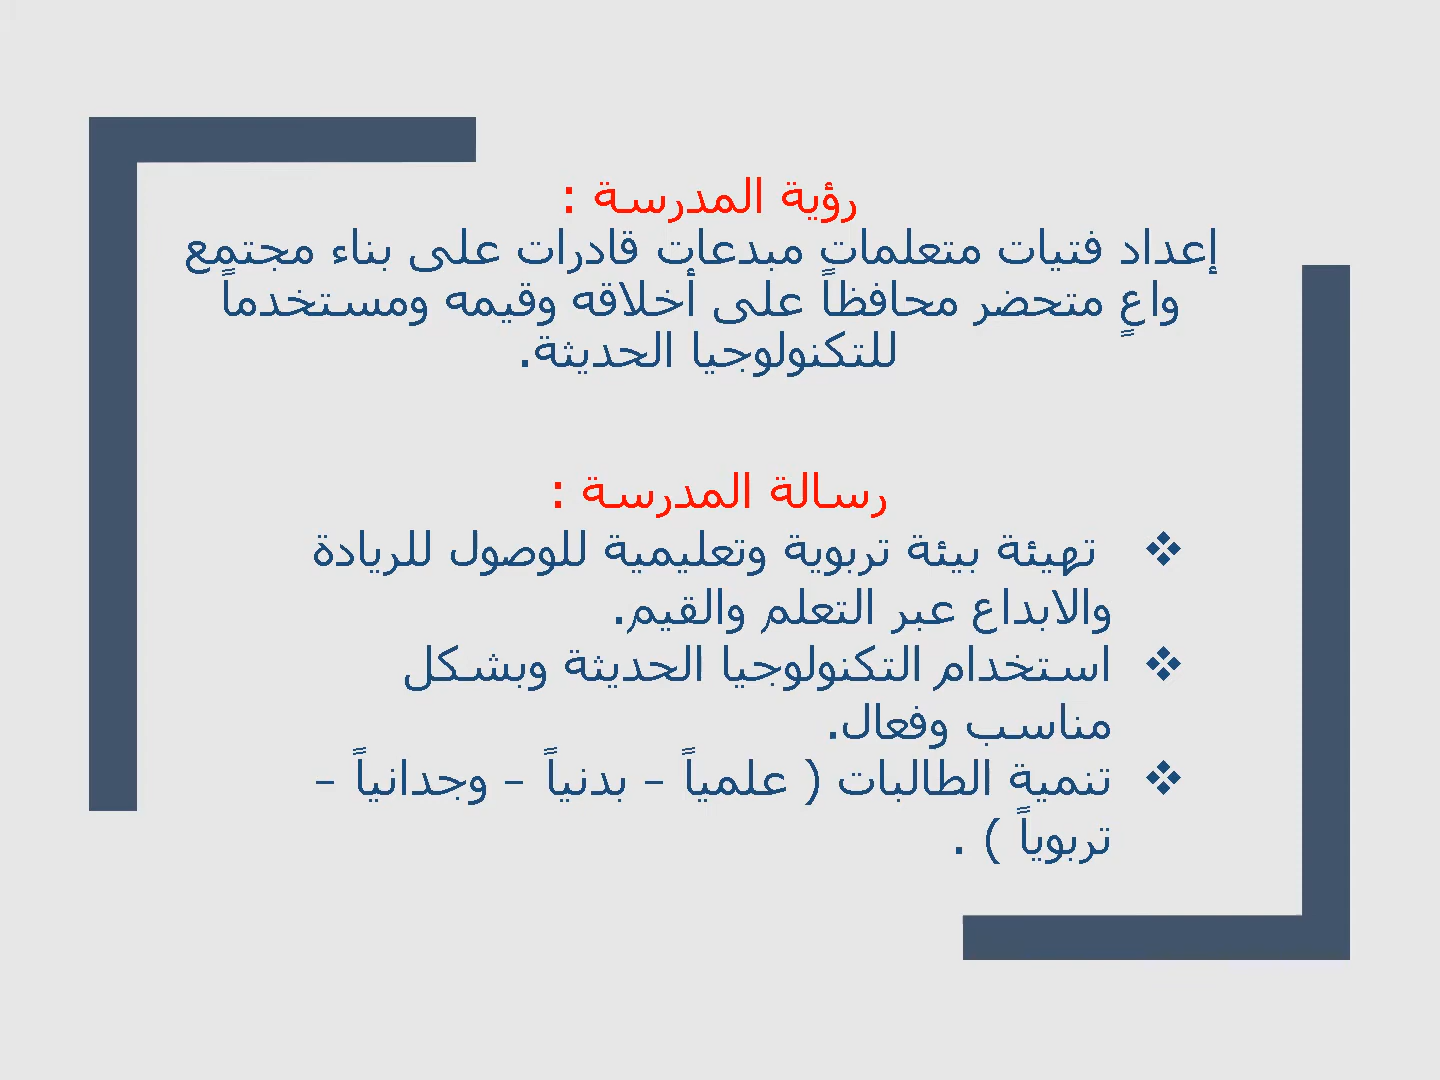 رؤية المدرسة :
إعداد فتيات متعلمات مبدعات قادرات على بناء مجتمع
واعٍ متحضر محافظاً على أخلاقه وقيمه ومستخدماً
للتكنولوجيا الحديثة.
رسالة المدرسة :
❖ تهيئة بيئة تربوية وتعليمية للوصول للريادة
والابداع عبر التعلم والقيم.
❖ استخدام التكنولوجيا الحديثة وبشكل
مناسب وفعال.
❖ تنمية الطالبات ( علمياً – بدنياً – وجدانياً –
تربوياً ) .